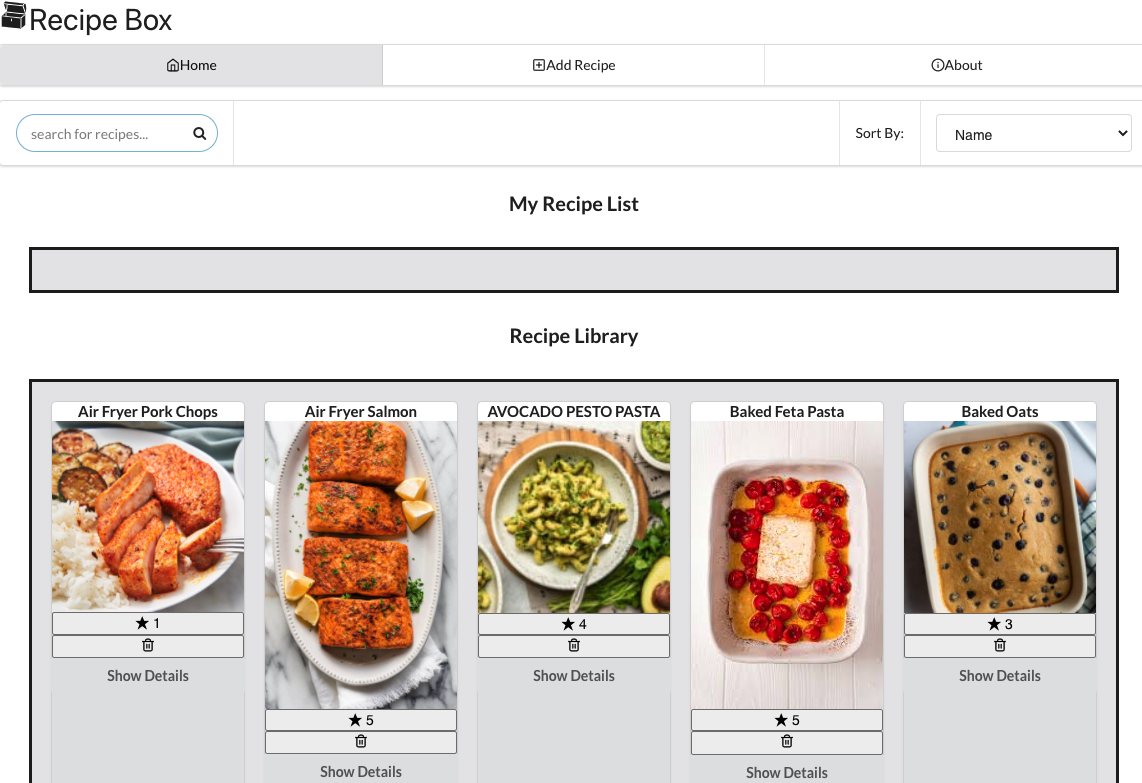 Recipe Box
Home Add Recipe About
search for recipes... Sort By: Name
My Recipe List
Recipe Library
Air Fryer Pork Chops Air Fryer Salmon AVOCADO PESTO PASTA Baked Feta Pasta Baked Oats
1 4 3
Show Details Show Details Show Details
5 5
Show Details Show Details